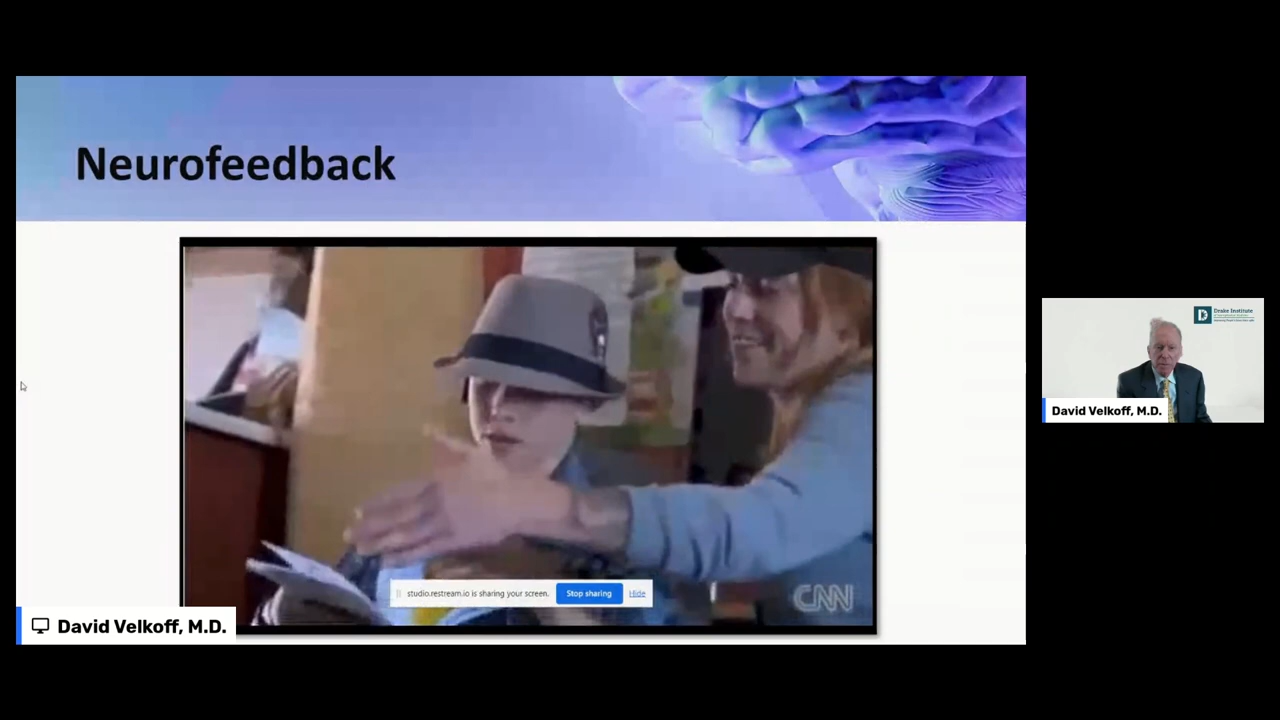 Neurofeedback
studio.restream.io is sharing your screen.
Stop sharing
Hide
CNN
David Velkoff, M.D.
Drake Institute
David Velkoff, M.D.